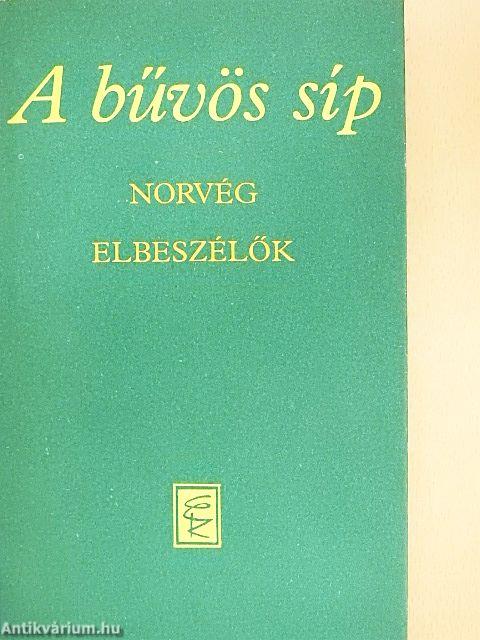 A bűvös síp
NORVÉG
ELBESZÉLŐK
Antikvárium.hu